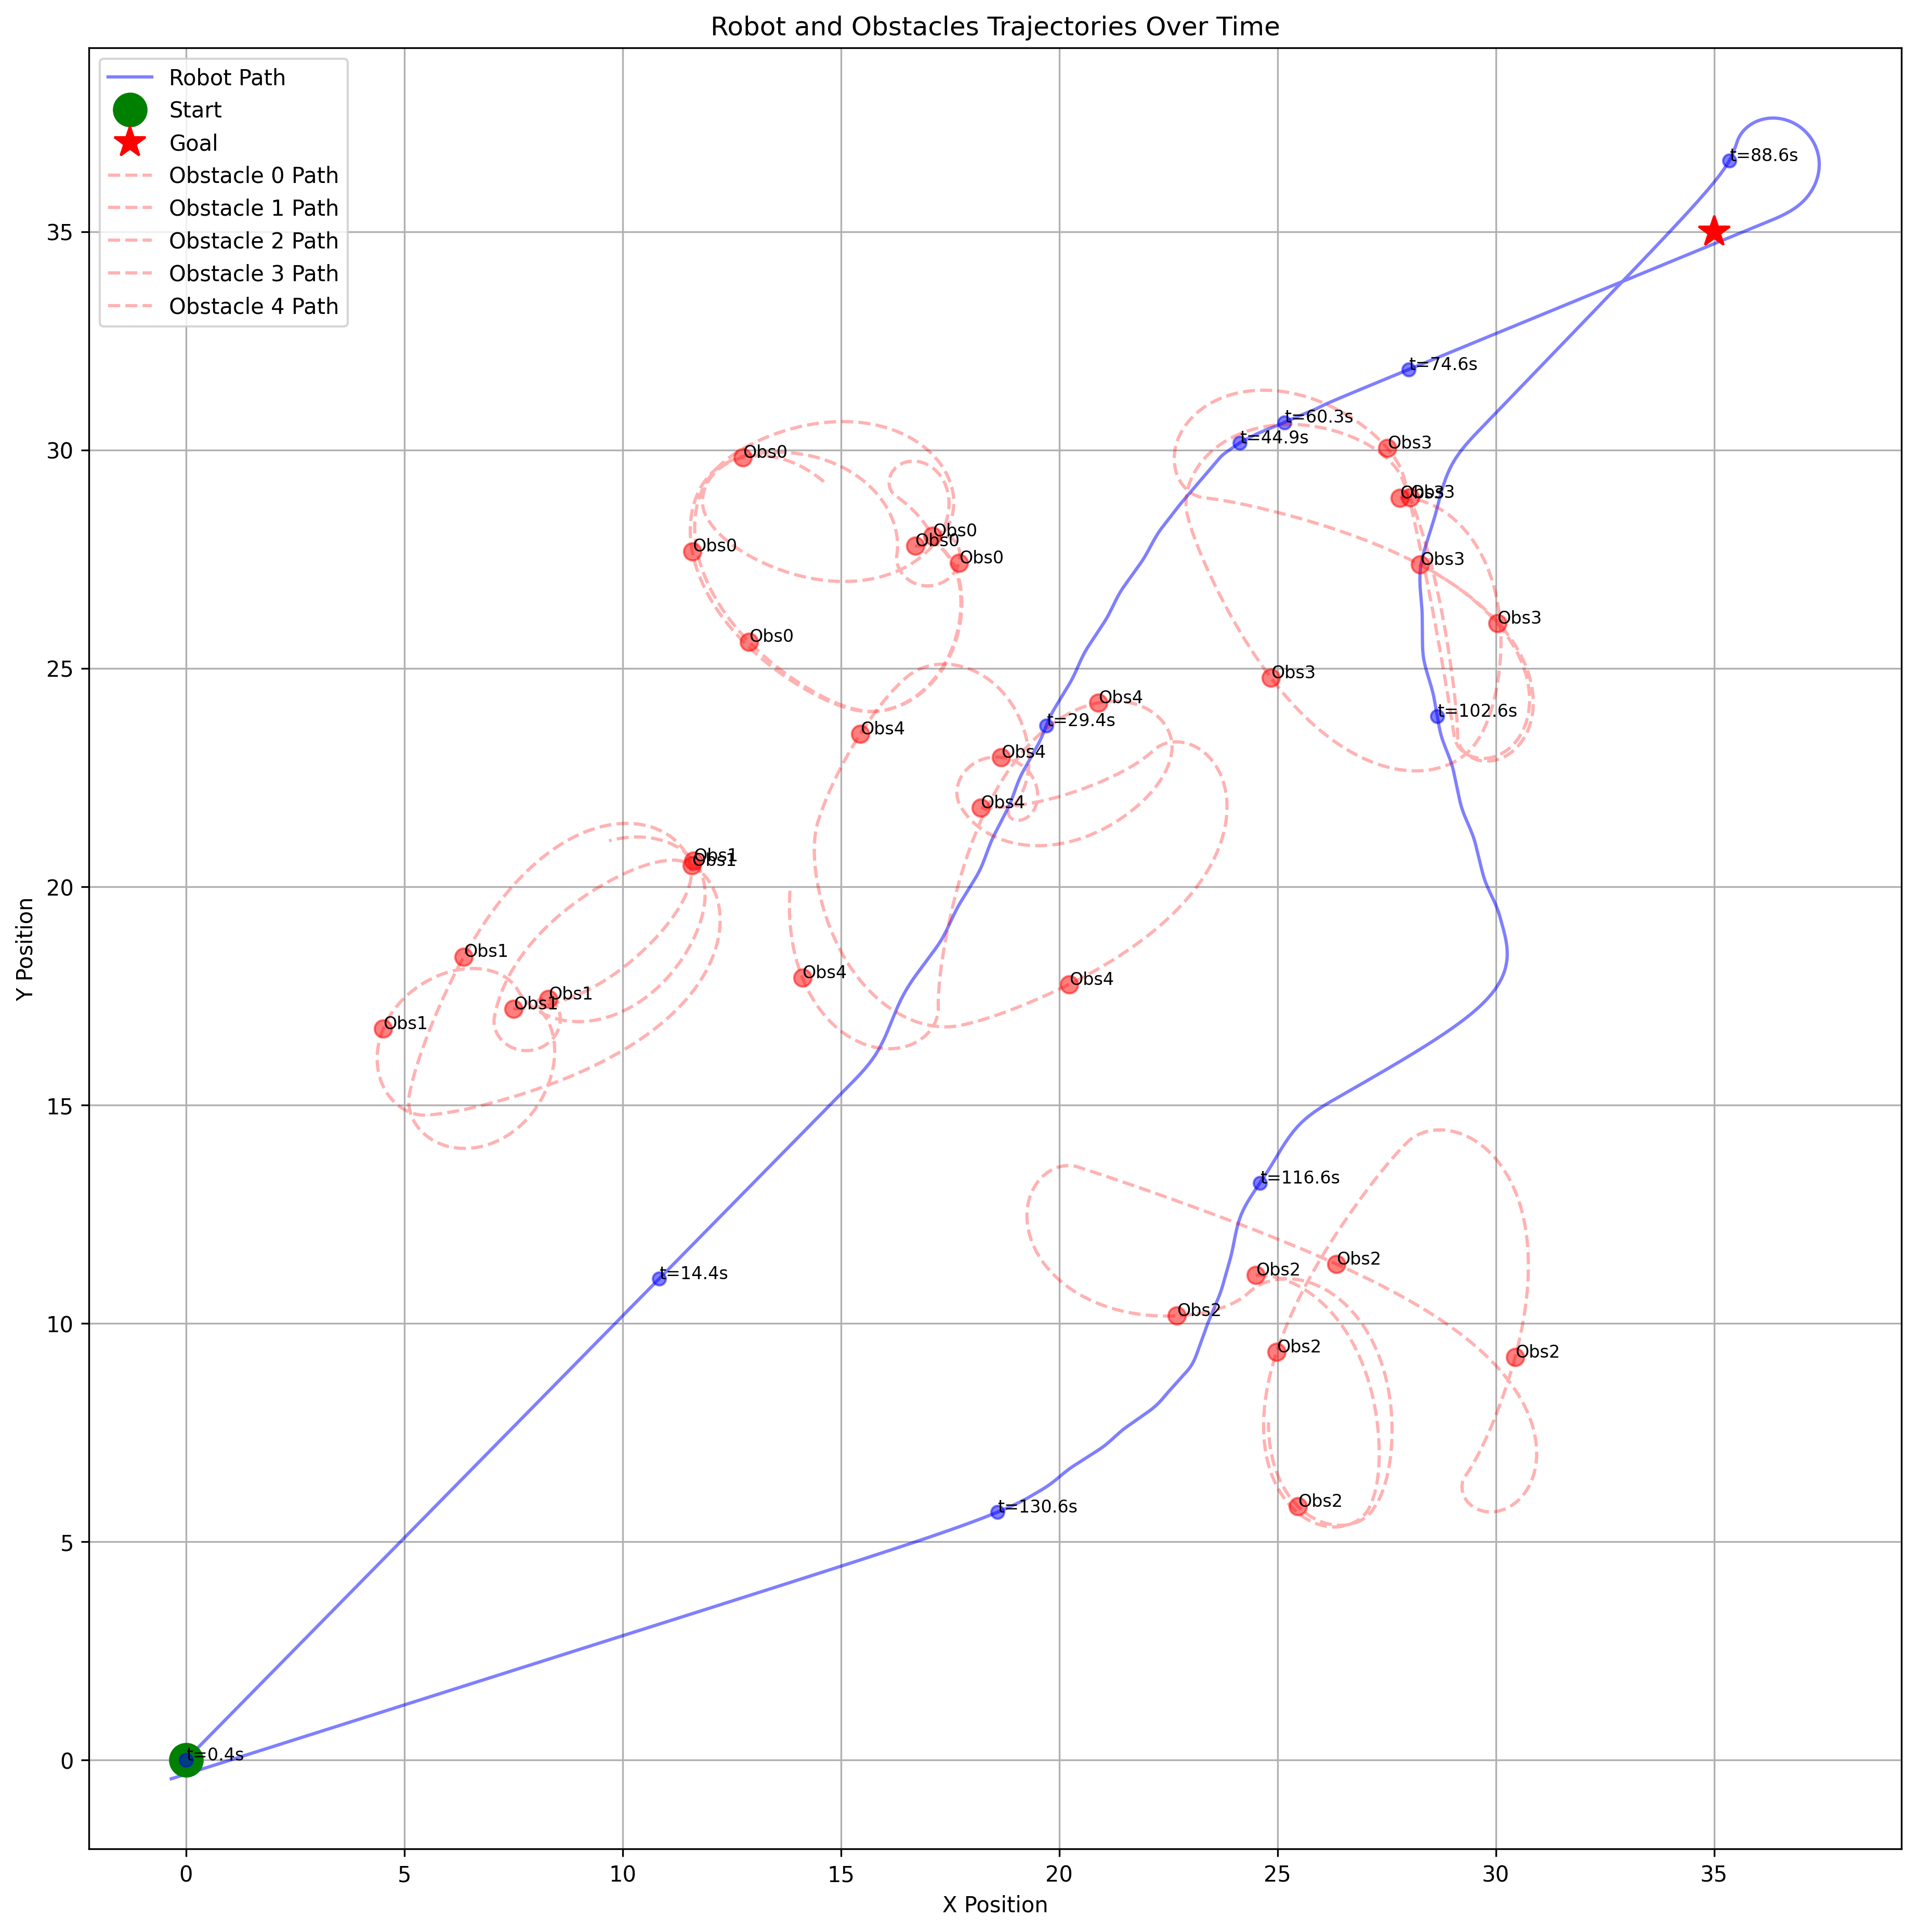 Robot and Obstacles Trajectories Over Time
Robot Path
Start
Goal
Obstacle 0 Path
Obstacle 1 Path
Obstacle 2 Path
Obstacle 3 Path
Obstacle 4 Path
t=88.6s
t=74.6s
t=60.3s
t=44.9s
Obs3
Obs3
Obs3
Obs3
Obs3
Obs3
Obs0
Obs0
Obs0
Obs0
Obs0
Obs0
t=29.4s
t=102.6s
Obs4
Obs4
Obs4
Obs4
Obs4
Obs4
Obs1
Obs1
Obs1
Obs1
Obs1
Obs1
t=116.6s
t=14.4s
Obs2
Obs2
Obs2
Obs2
Obs2
Obs2
t=130.6s
t=0.4s
35
30
25
20
15
10
5
0
Y Position
0
5
10
15
20
25
30
35
X Position